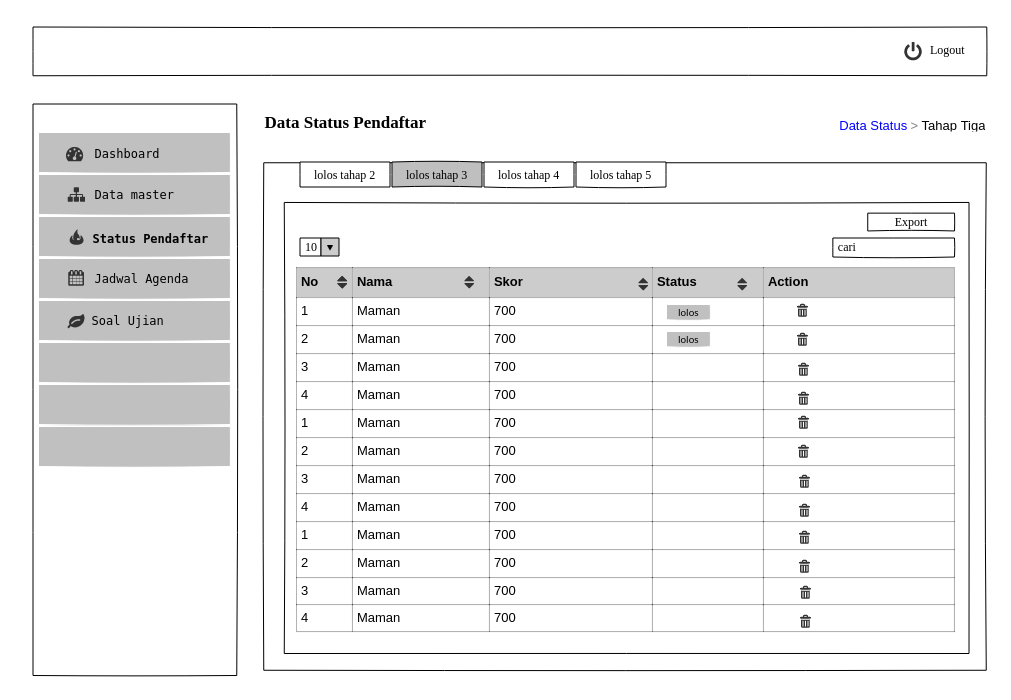 Logout
Dashboard
Data master
Status Pendaftar
Jadwal Agenda
Soal Ujian
Data Status Pendaftar
Data Status > Tahap Tiga
lolos tahap 2 lolos tahap 3 lolos tahap 4 lolos tahap 5
Export
10 cari
No Nama Skor Status Action
1 Maman 700 lolos
2 Maman 700 lolos
3 Maman 700
4 Maman 700
1 Maman 700
2 Maman 700
3 Maman 700
4 Maman 700
1 Maman 700
2 Maman 700
3 Maman 700
4 Maman 700